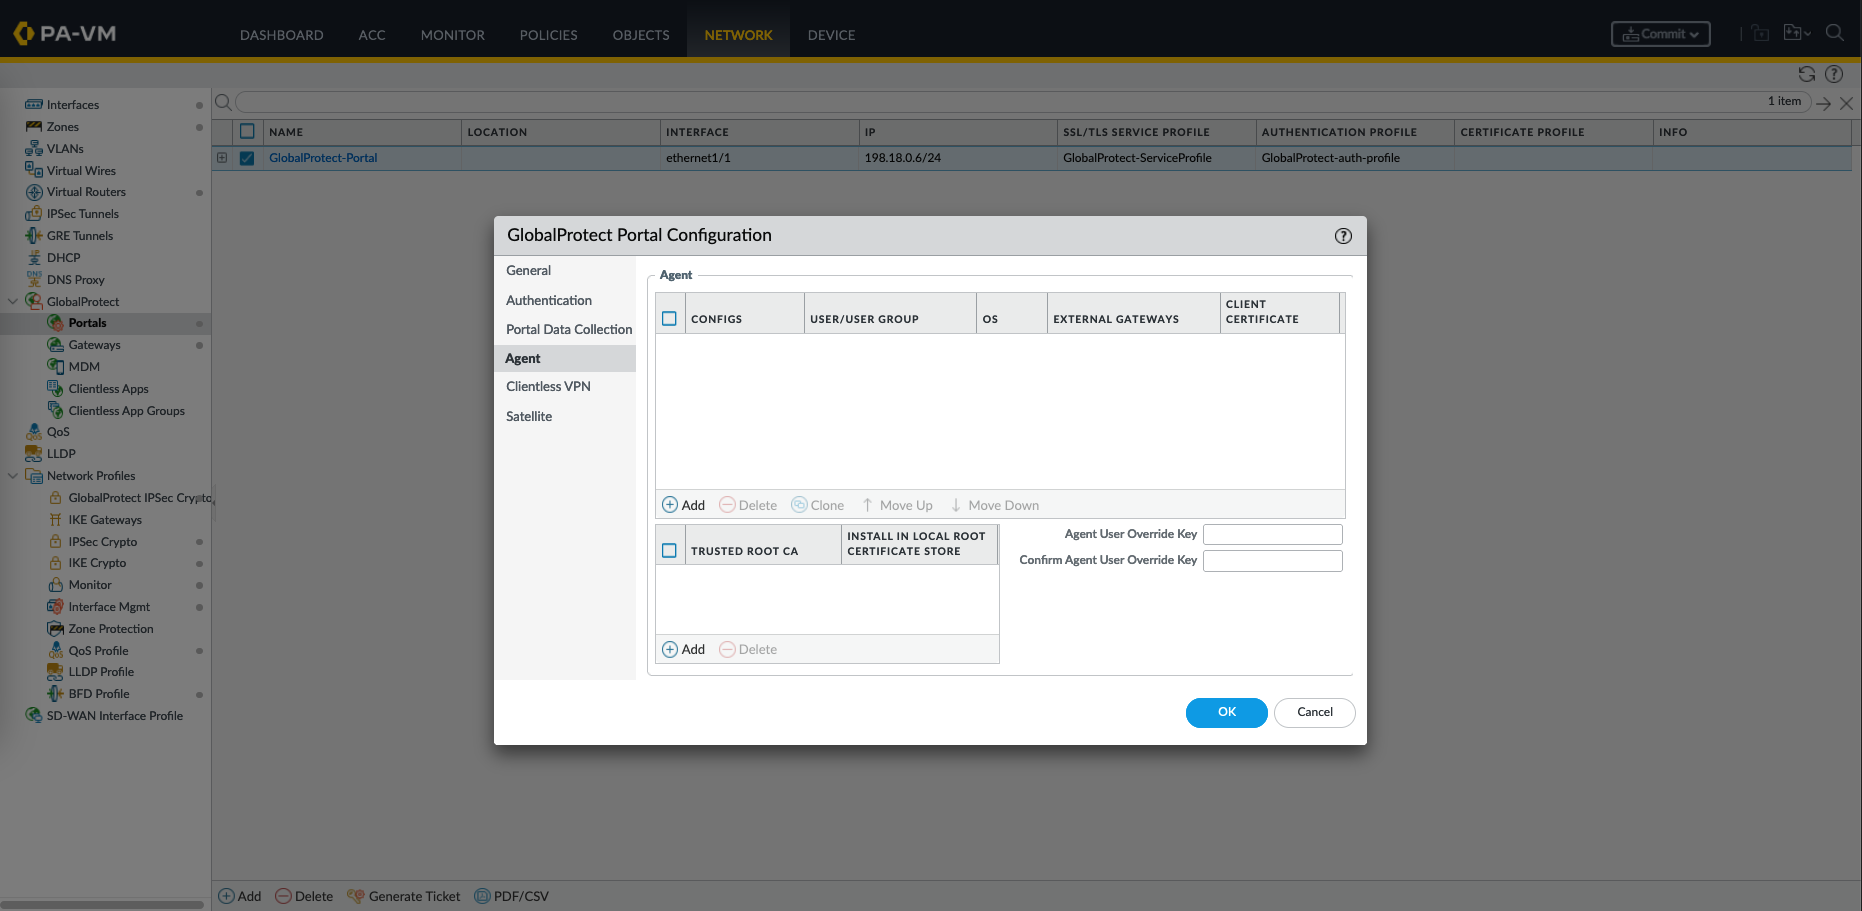 PA-VM
DASHBOARD ACC MONITOR POLICIES OBJECTS NETWORK DEVICE
Commit
1 item
Interfaces
Zones
VLANs
Virtual Wires
Virtual Routers
IPSec Tunnels
GRE Tunnels
DHCP
DNS Proxy
GlobalProtect
Portals
Gateways
MDM
Clientless Apps
Clientless App Groups
QoS
LLDP
Network Profiles
GlobalProtect IPSec Crypto
IKE Gateways
IPSec Crypto
IKE Crypto
Monitor
Interface Mgmt
Zone Protection
QoS Profile
LLDP Profile
BFD Profile
SD-WAN Interface Profile
NAME LOCATION INTERFACE IP SSL/TLS SERVICE PROFILE AUTHENTICATION PROFILE CERTIFICATE PROFILE INFO
GlobalProtect-Portal ethernet1/1 198.18.0.6/24 GlobalProtect-ServiceProfile GlobalProtect-auth-profile
GlobalProtect Portal Configuration
General
Authentication
Portal Data Collection
Agent
Clientless VPN
Satellite
Agent
CONFIGS USER/USER GROUP OS EXTERNAL GATEWAYS CLIENT CERTIFICATE
Add Delete Clone Move Up Move Down
TRUSTED ROOT CA INSTALL IN LOCAL ROOT CERTIFICATE STORE
Add Delete
Agent User Override Key
Confirm Agent User Override Key
OK Cancel
Add Delete Generate Ticket PDF/CSV